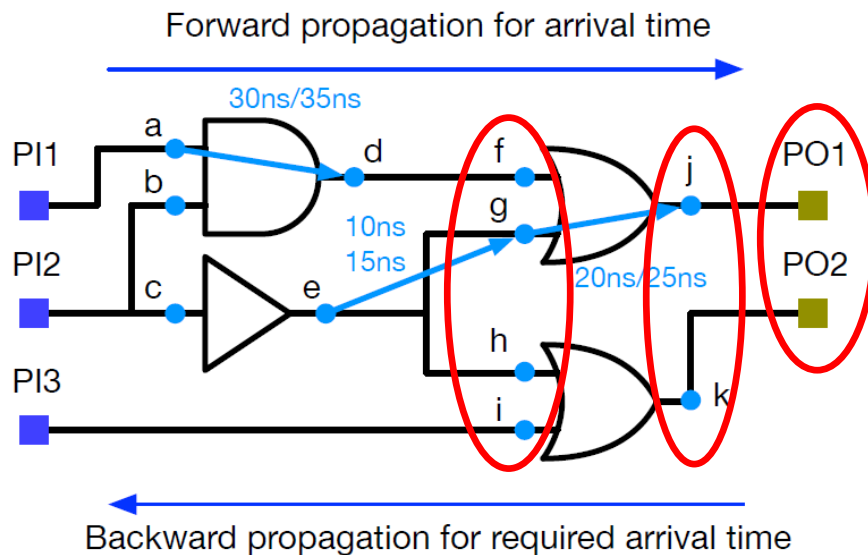 Forward propagation for arrival time
30ns/35ns
a
d
f
j
PI1
PO1
b
g
10ns
15ns
20ns/25ns
PI2
PO2
c
e
h
PI3
i
k
Backward propagation for required arrival time